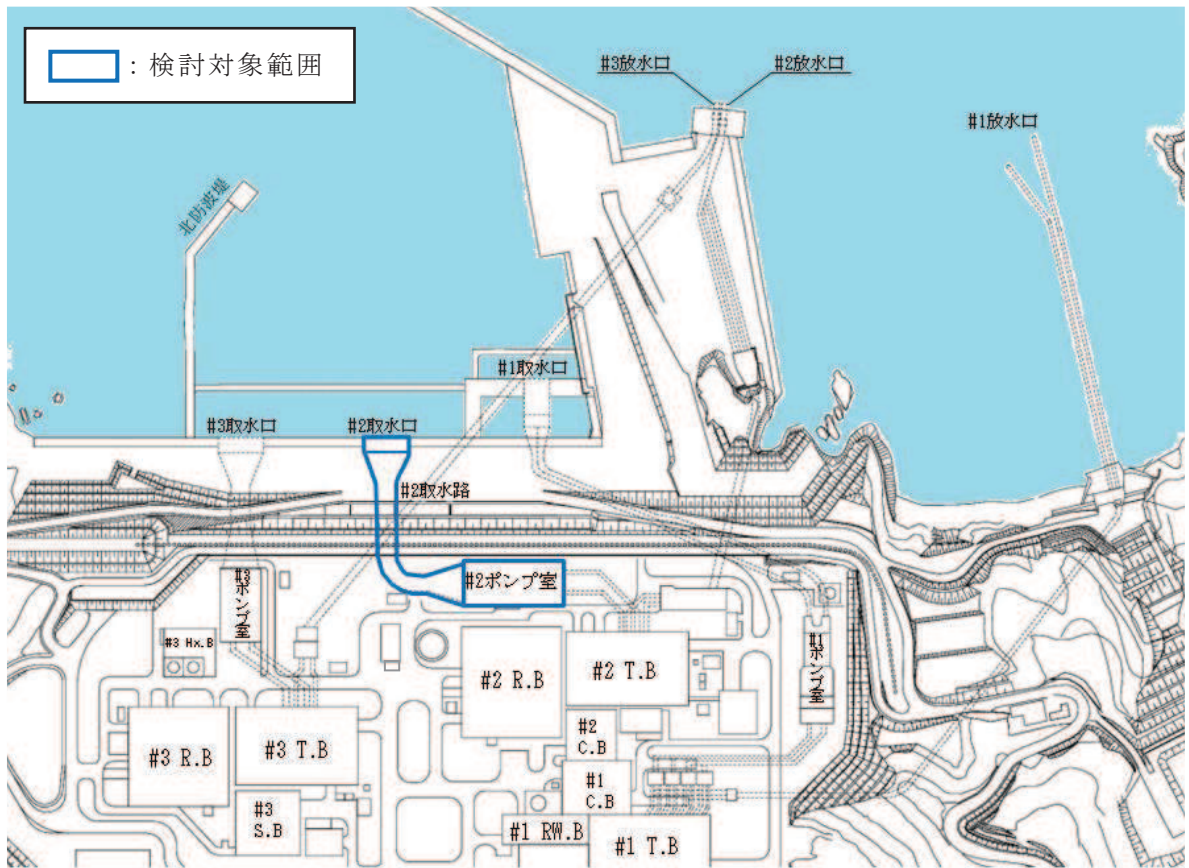 ：検討対象範囲
#3放水口
#2放水口
#1放水口
北防波堤
#1取水口
#3取水口
#2取水口
#2取水路
#3ポンプ室
#2ポンプ室
#1ポンプ室
#3 Hx.B
#2 R.B
#2 T.B
#3 R.B
#3 T.B
#2
C.B
#1
C.B
#3
S.B
#1 RW.B
#1 T.B